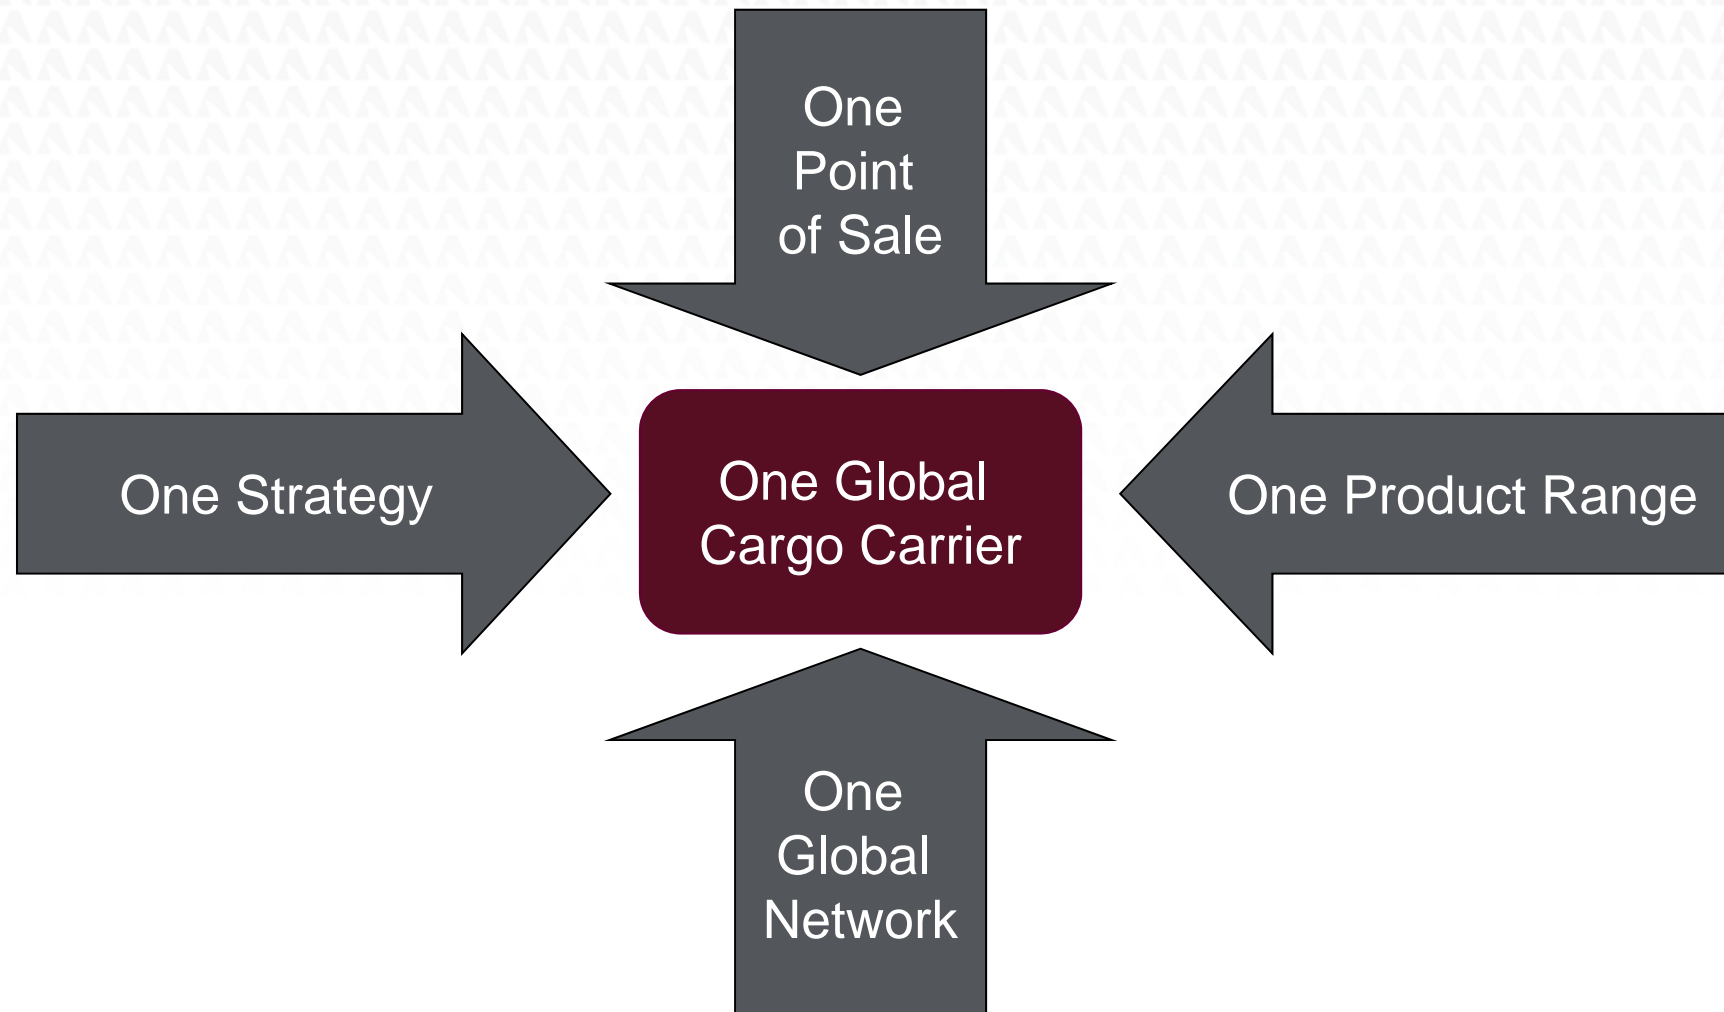 One
Point
of Sale
One Strategy
One Global
Cargo Carrier
One Product Range
One
Global
Network